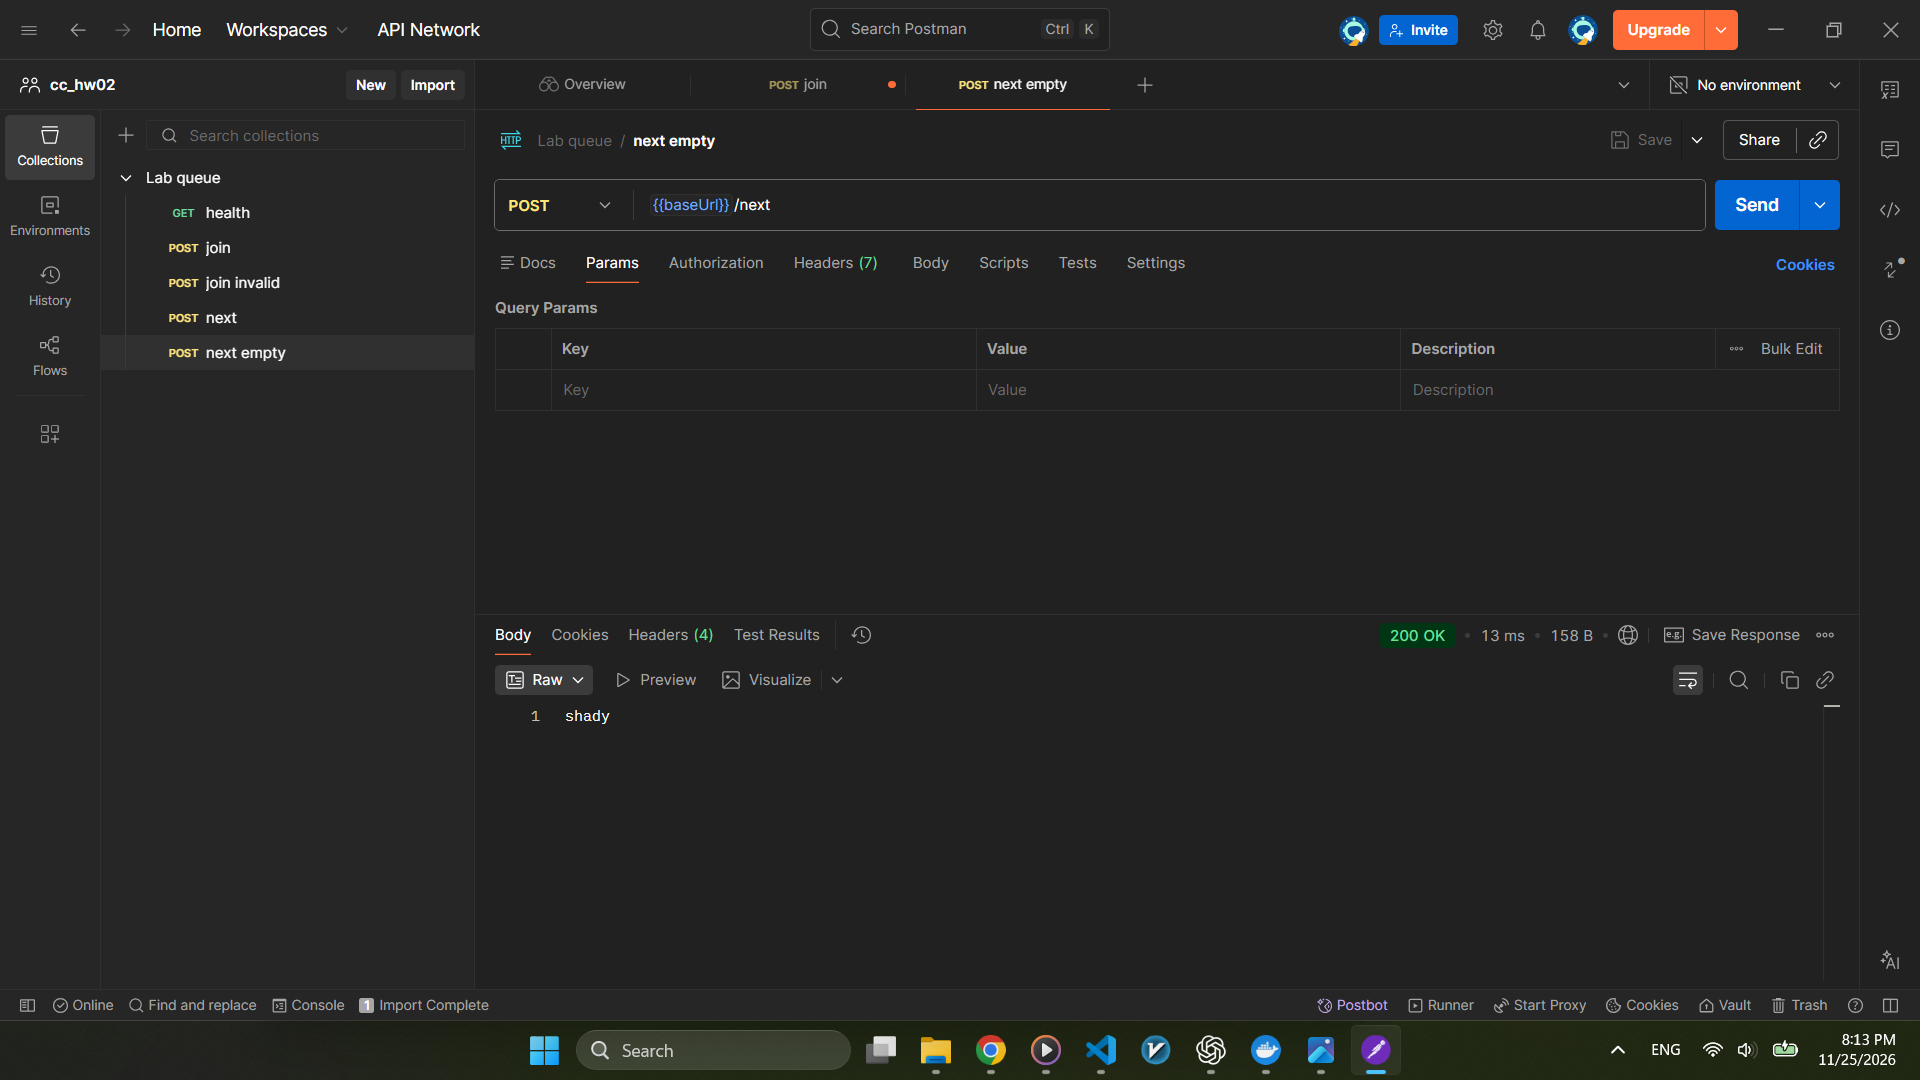 Home Workspaces API Network Search Postman Ctrl K Invite Upgrade
cc_hw02 New Import Overview POST join POST next empty No environment
Collections
Environments
History
Flows
Search collections
Lab queue
GET health
POST join
POST join invalid
POST next
POST next empty
HTTP Lab queue / next empty Save Share
POST {{baseUrl}} /next Send
Docs Params Authorization Headers (7) Body Scripts Tests Settings Cookies
Query Params
Key Value Description Bulk Edit
Key Value Description
Body Cookies Headers (4) Test Results 200 OK 13 ms 158 B e.g. Save Response
Raw Preview Visualize
1 shady
AI
Online Find and replace Console 1 Import Complete Postbot Runner Start Proxy Cookies Vault Trash
Search ENG 8:13 PM
11/25/2026